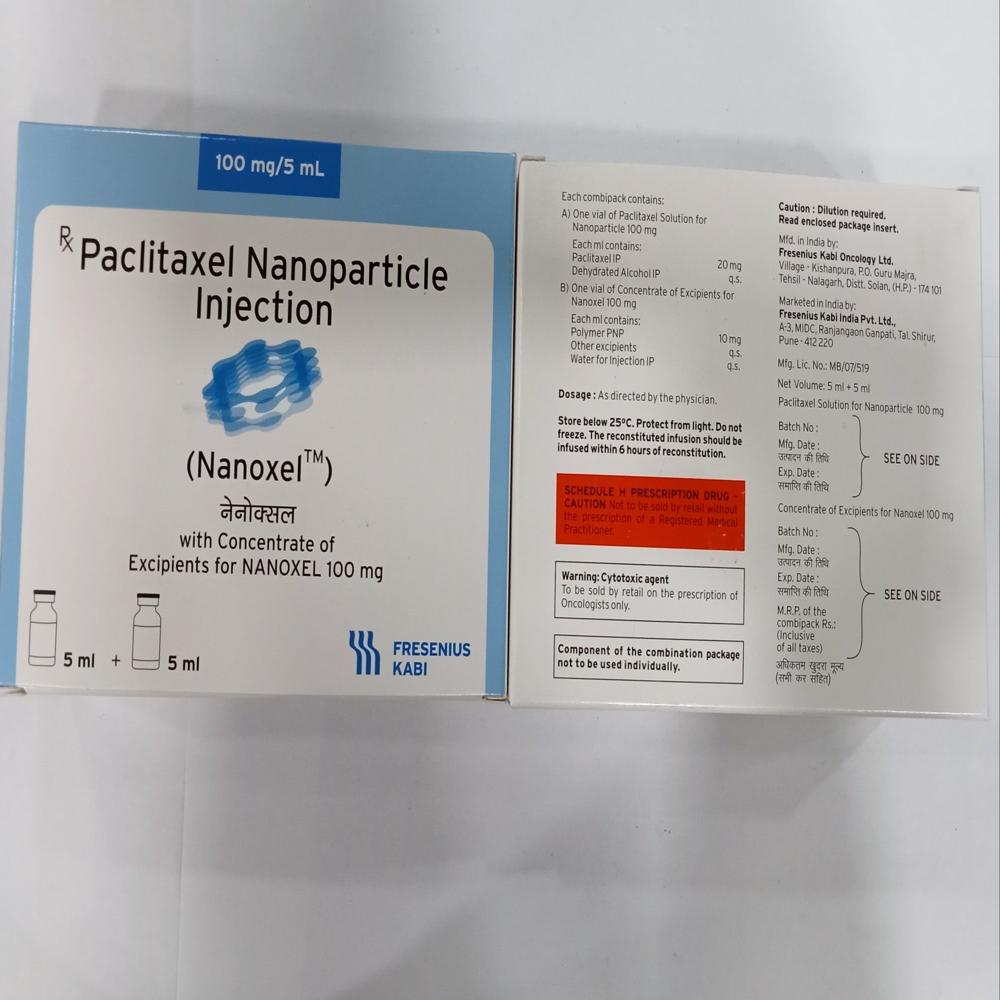 100 mg/5 mL
Rx Paclitaxel Nanoparticle
Injection
(Nanoxel™)
नेनोक्सल
with Concentrate of
Excipients for NANOXEL 100 mg
5 ml + 5 ml
FRESENIUS
KABI
Each combipack contains:
A) One vial of Paclitaxel Solution for
Nanoparticle 100 mg
Each ml contains:
Paclitaxel IP 20 mg
Dehydrated Alcohol IP q.s.
B) One vial of Concentrate of Excipients for
Nanoxel 100 mg
Each ml contains:
Polymer PNP 10 mg
Other excipients q.s.
Water for Injection IP q.s.
Dosage : As directed by the physician.
Store below 25ºC. Protect from light. Do not
freeze. The reconstituted infusion should be
infused within 6 hours of reconstitution.
SCHEDULE H PRESCRIPTION DRUG -
CAUTION Not to be sold by retail without
the prescription of a Registered Medical
Practitioner.
Warning: Cytotoxic agent
To be sold by retail on the prescription of
Oncologists only.
Component of the combination package
not to be used individually.
Caution : Dilution required.
Read enclosed package insert.
Mfd. in India by:
Fresenius Kabi Oncology Ltd.
Village - Kishanpura, P.O. Guru Majra,
Tehsil - Nalagarh, Distt. Solan, (H.P.) - 174 101
Marketed in India by:
Fresenius Kabi India Pvt. Ltd.,
A-3, MIDC, Ranjangaon Ganpati, Tal. Shirur,
Pune - 412 220
Mfg. Lic. No.: MB/07/519
Net Volume: 5 ml + 5 ml
Paclitaxel Solution for Nanoparticle 100 mg
Batch No :
Mfg. Date :
उत्पादन की तिथि
SEE ON SIDE
Exp. Date :
समाप्ति की तिथि
Concentrate of Excipients for Nanoxel 100 mg
Batch No :
Mfg. Date :
उत्पादन की तिथि
Exp. Date :
समाप्ति की तिथि
SEE ON SIDE
M.R.P. of the
combipack Rs.:
(Inclusive
of all taxes)
अधिकतम खुदरा मूल्य
(सभी कर सहित)